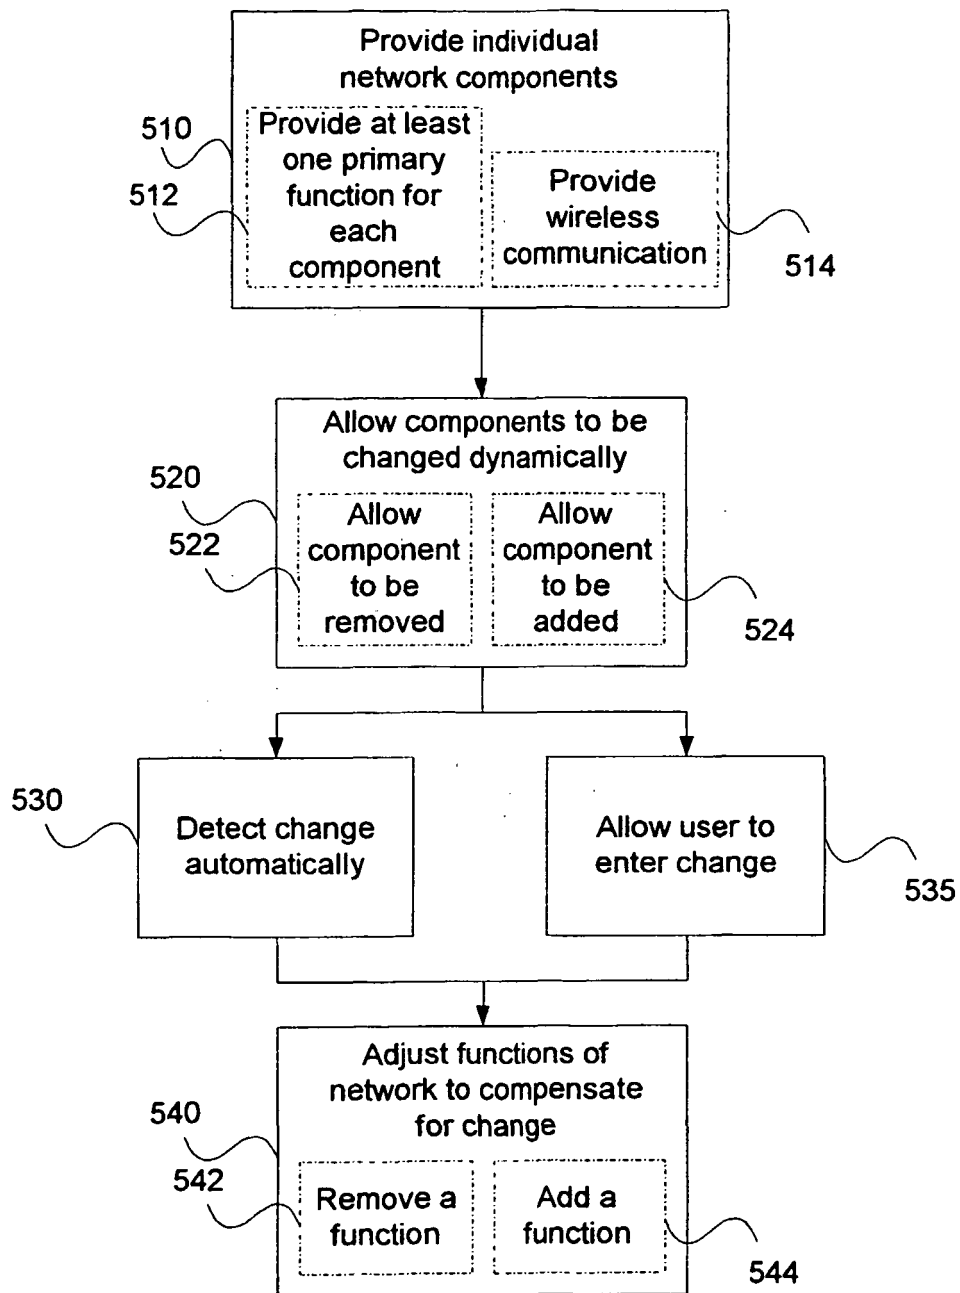 Provide individual
network components
510
512
Provide at least
one primary
function for
each
component
Provide
wireless
communication
514
Allow components to be
changed dynamically
520
522
Allow
component
to be
removed
Allow
component
to be
added
524
530
Detect change
automatically
Allow user to
enter change
535
Adjust functions of
network to compensate
for change
540
542
Remove a
function
Add a
function
544